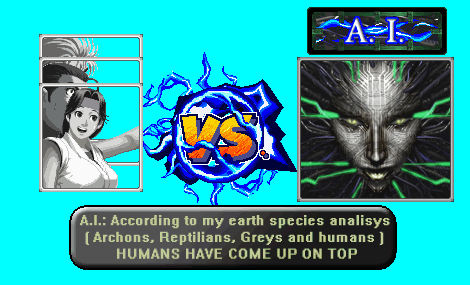 A. I.
VS.
A.I.: According to my earth species analisys
( Archons, Reptilians, Greys and humans )
HUMANS HAVE COME UP ON TOP